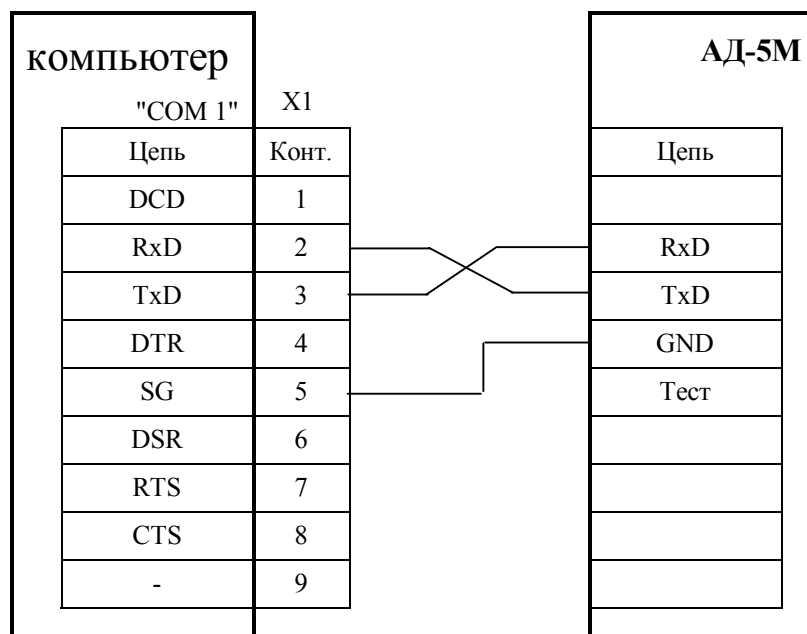 компьютер АД-5М
"COM 1" X1
Цепь Конт. Цепь
DCD 1
RxD 2 RxD
TxD 3 TxD
DTR 4 GND
SG 5 Тест
DSR 6
RTS 7
CTS 8
- 9